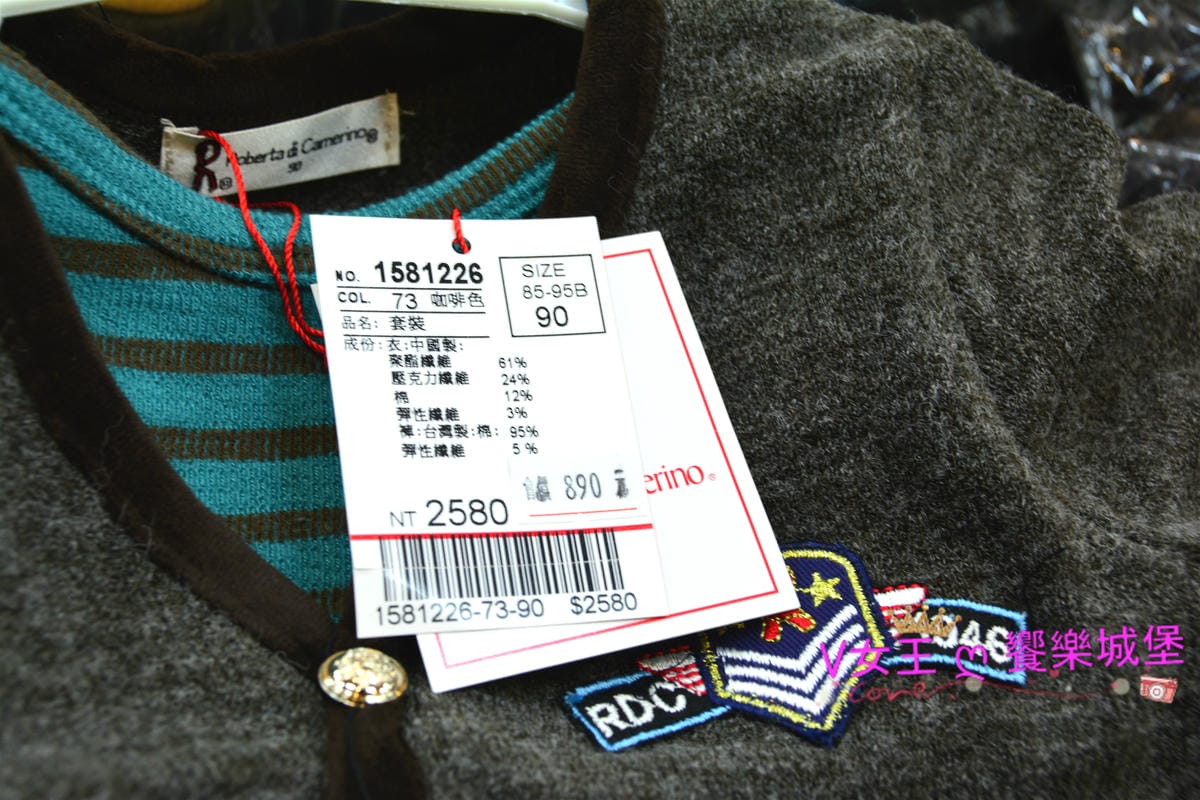 R Roberta di Camerino®
90
NO. 1581226
COL. 73 咖啡色
品名: 套裝
成份:衣:中國製:
聚酯纖維 61%
壓克力纖維 24%
棉 12%
彈性纖維 3%
褲:台灣製:棉: 95%
彈性纖維 5%
SIZE
85-95B
90
890
NT 2580
1581226-73-90 $2580
erino®
RDC
1946
V女王 ღ 饗樂城堡
Love